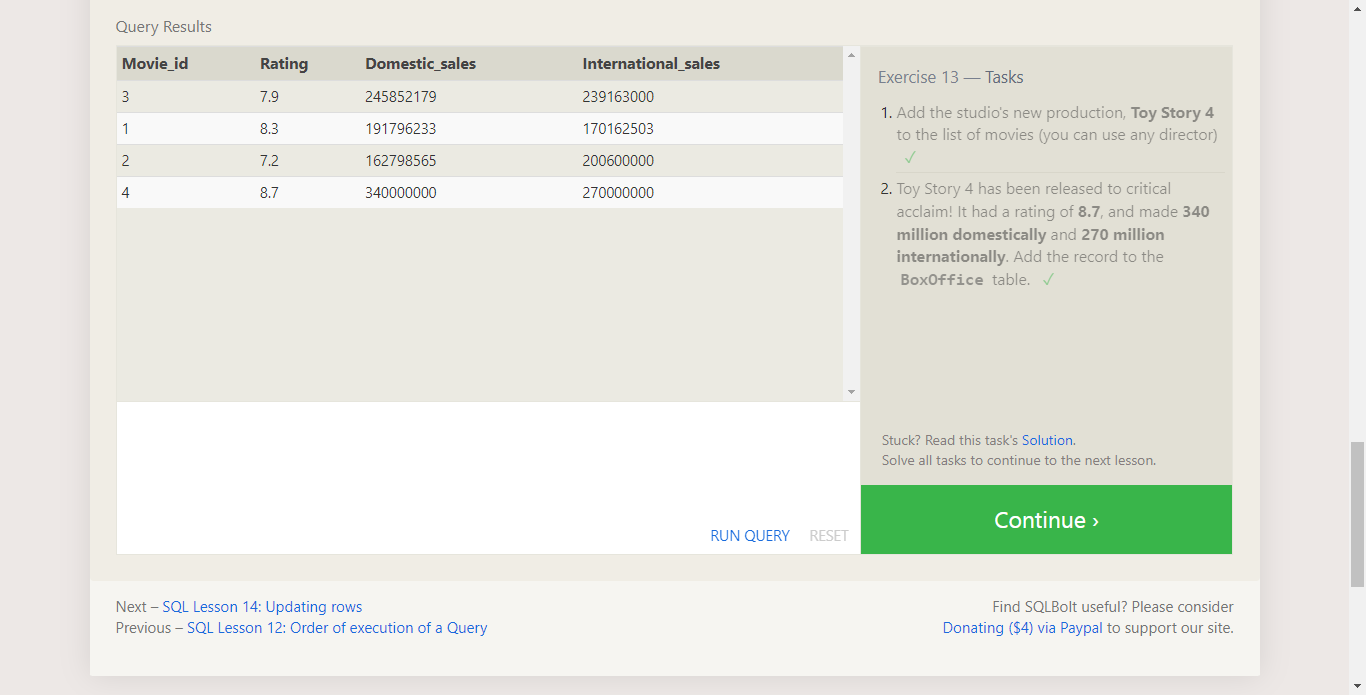 Query Results
Movie_id Rating Domestic_sales International_sales
3 7.9 245852179 239163000
1 8.3 191796233 170162503
2 7.2 162798565 200600000
4 8.7 340000000 270000000
RUN QUERY RESET
Exercise 13 — Tasks
1. Add the studio's new production, Toy Story 4
to the list of movies (you can use any director)
✓
2. Toy Story 4 has been released to critical
acclaim! It had a rating of 8.7, and made 340
million domestically and 270 million
internationally. Add the record to the
BoxOffice table. ✓
Stuck? Read this task's Solution.
Solve all tasks to continue to the next lesson.
Continue ›
Next – SQL Lesson 14: Updating rows
Previous – SQL Lesson 12: Order of execution of a Query
Find SQLBolt useful? Please consider
Donating ($4) via Paypal to support our site.